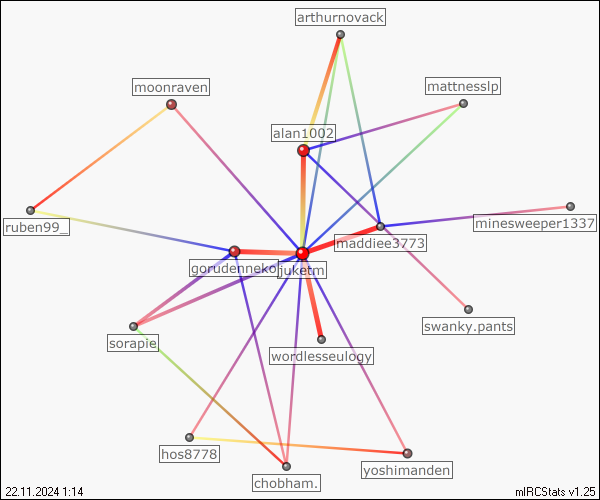 arthurnovack
moonraven
mattnesslp
alan1002
ruben99_
minesweeper1337
maddiee3773
gorudenneko
juketm
swanky.pants
sorapie
wordlesseulogy
hos8778
yoshimanden
chobham.
22.11.2024 1:14
mIRCStats v1.25